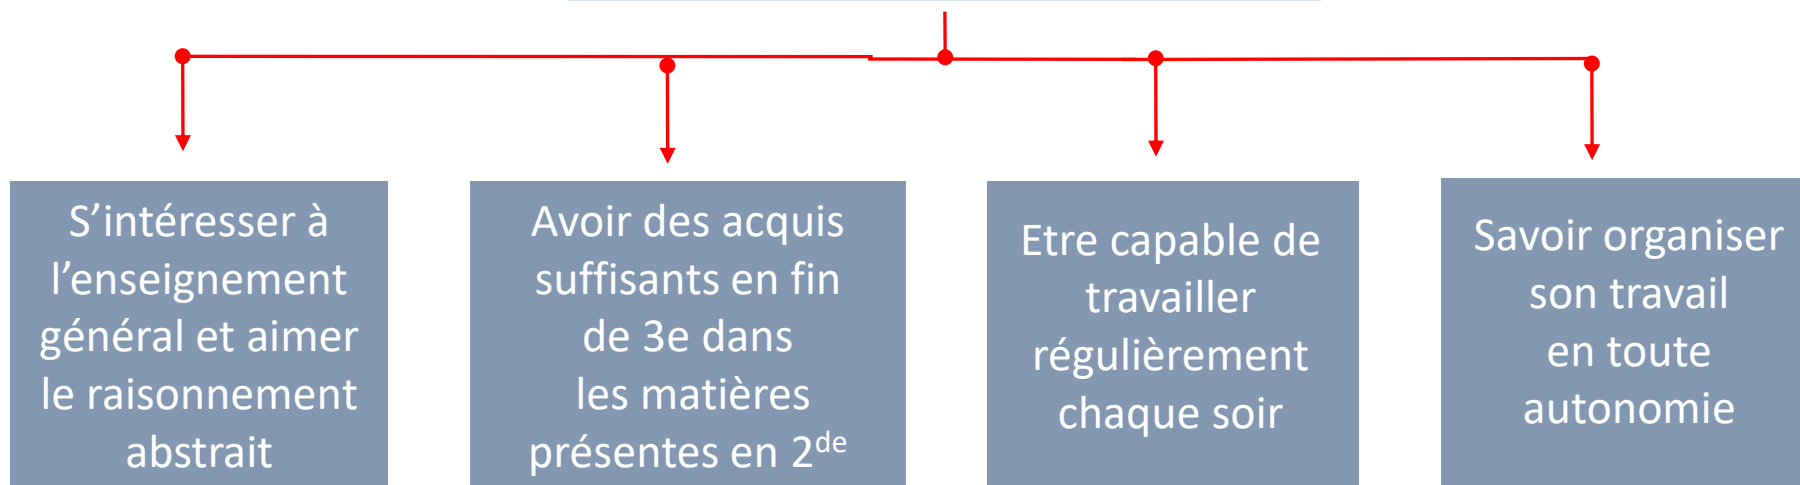 S’intéresser à
l’enseignement
général et aimer
le raisonnement
abstrait
Avoir des acquis
suffisants en fin
de 3e dans
les matières
présentes en 2de
Etre capable de
travailler
régulièrement
chaque soir
Savoir organiser
son travail
en toute
autonomie